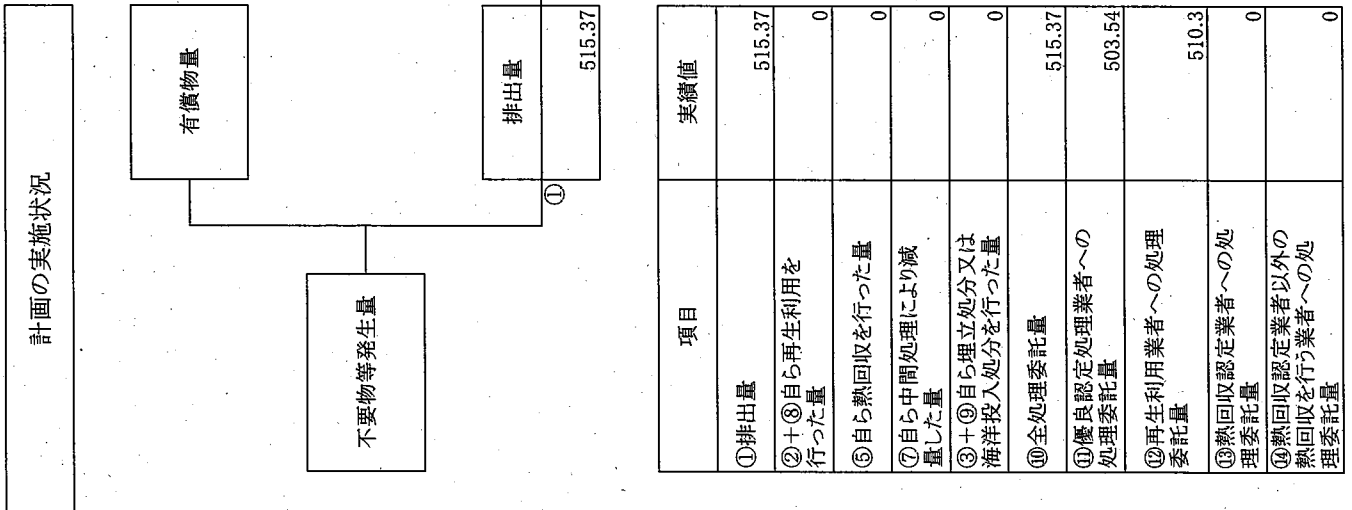 計画の実施状況
有償物量
不要物等発生量
排出量
①
515.37
項目
実績値
①排出量
515.37
②＋⑧自ら再生利用を
行った量
0
⑤自ら熱回収を行った量
0
⑦自ら中間処理により減
量した量
0
③＋⑨自ら埋立処分又は
海洋投入処分を行った量
0
⑩全処理委託量
515.37
⑪優良認定処理業者への
処理委託量
503.54
⑫再生利用業者への処理
委託量
510.3
⑬熱回収認定業者への処
理委託量
0
⑭熱回収認定業者以外の
熱回収を行う業者への処
理委託量
0